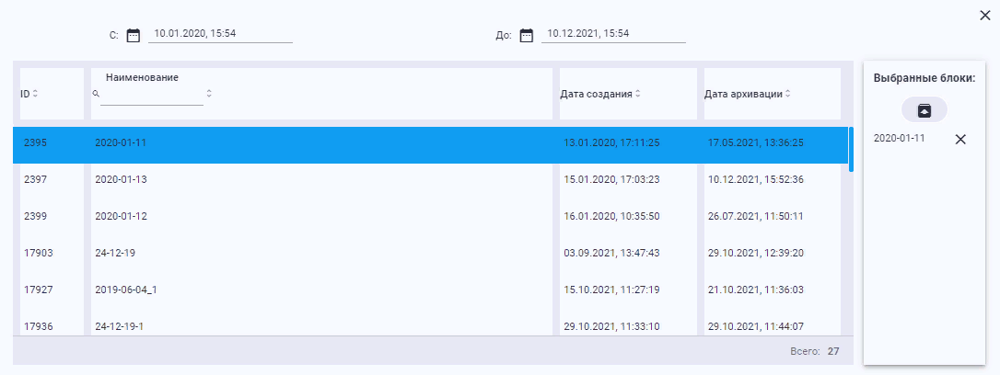 С: 10.01.2020, 15:54 До: 10.12.2021, 15:54
ID Наименование Дата создания Дата архивации
2395 2020-01-11 13.01.2020, 17:11:25 17.05.2021, 13:36:25
2397 2020-01-13 15.01.2020, 17:03:23 10.12.2021, 15:52:36
2399 2020-01-12 16.01.2020, 10:35:50 26.07.2021, 11:50:11
17903 24-12-19 03.09.2021, 13:47:43 29.10.2021, 12:39:20
17927 2019-06-04_1 15.10.2021, 11:27:19 21.10.2021, 11:36:03
17936 24-12-19-1 29.10.2021, 11:33:10 29.10.2021, 11:44:07
Всего: 27
Выбранные блоки:
2020-01-11